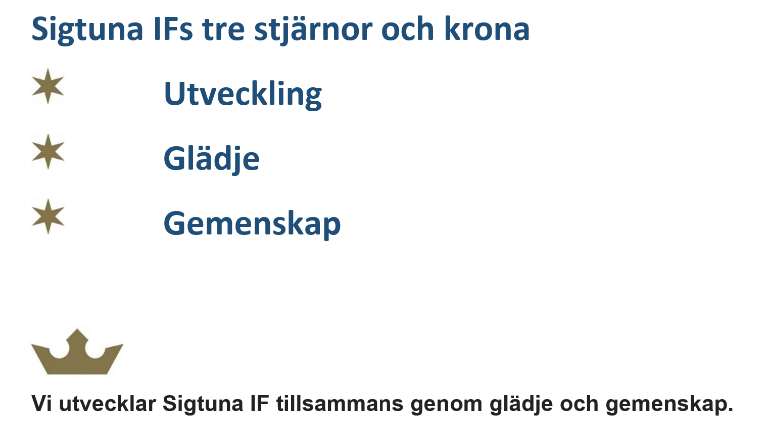 Sigtuna IFs tre stjärnor och krona
Utveckling
Glädje
Gemenskap
Vi utvecklar Sigtuna IF tillsammans genom glädje och gemenskap.